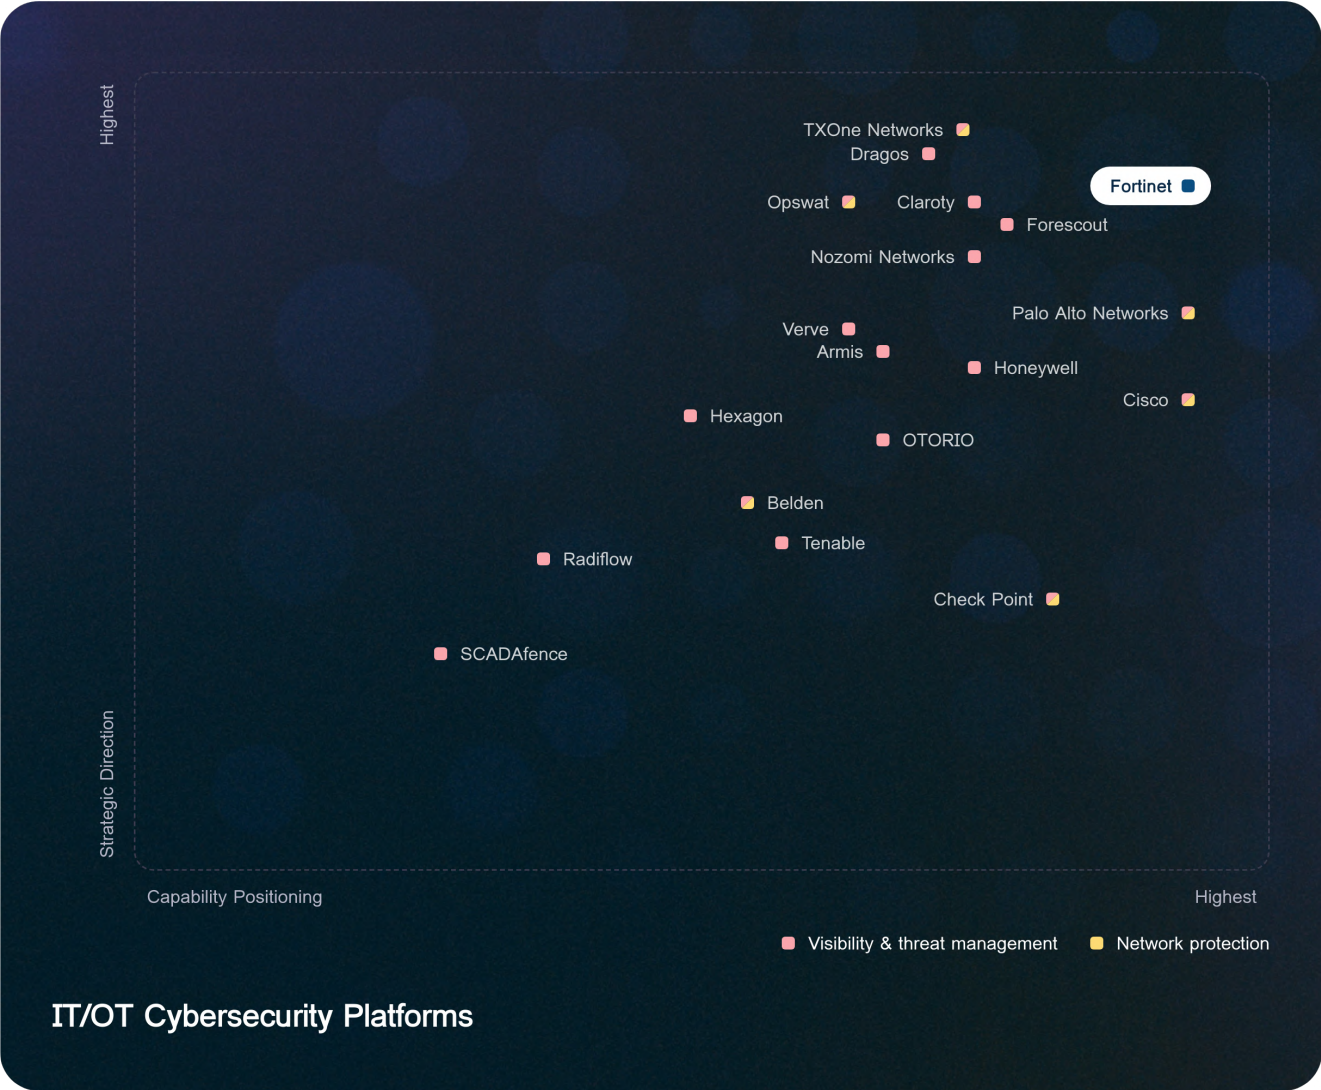 Highest
TXOne Networks
Dragos
Fortinet
Opswat
Claroty
Forescout
Nozomi Networks
Palo Alto Networks
Verve
Armis
Honeywell
Cisco
Hexagon
OTORIO
Belden
Tenable
Radiflow
Check Point
SCADAfence
Strategic Direction
Capability Positioning
Highest
Visibility & threat management
Network protection
IT/OT Cybersecurity Platforms